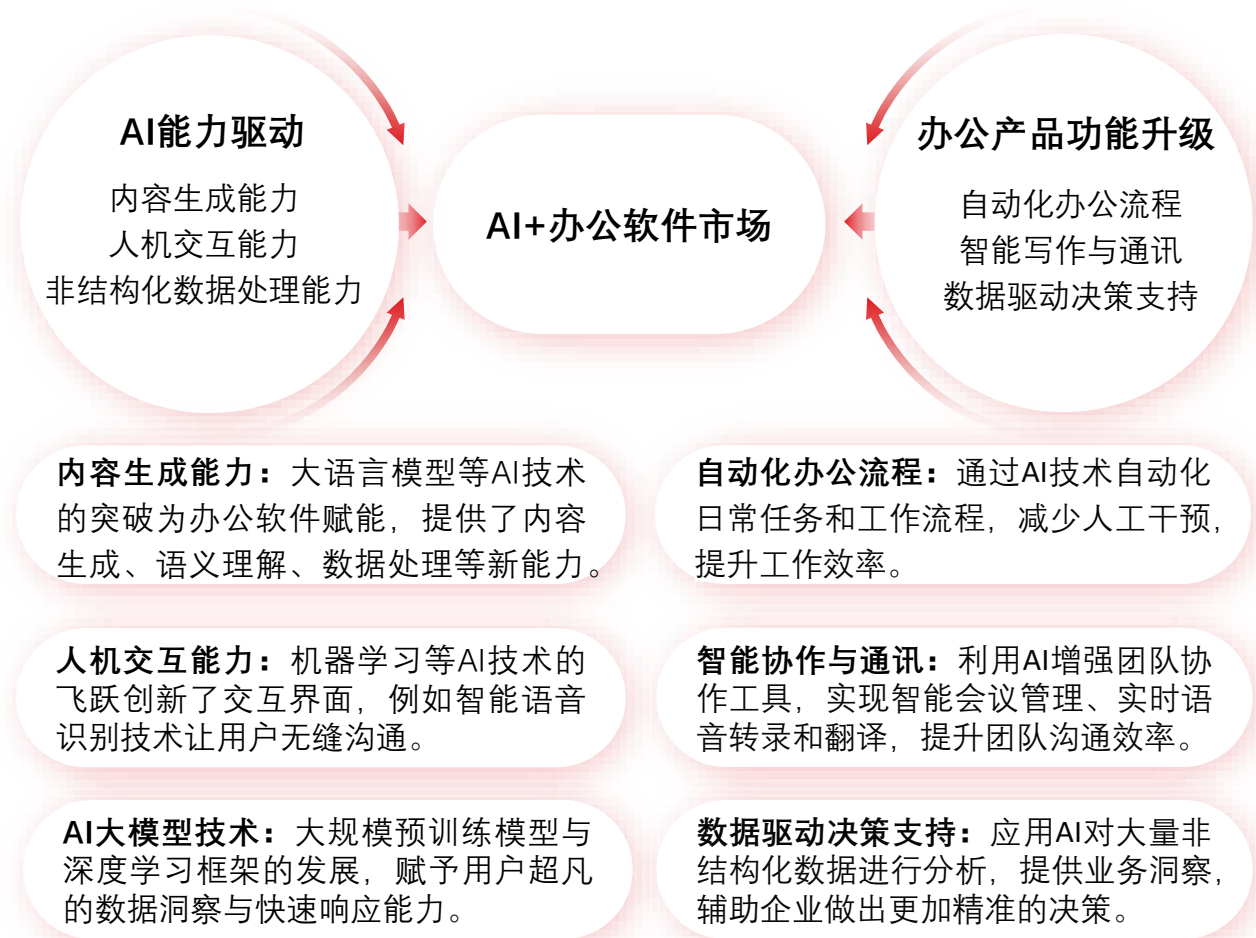 AI能力驱动
内容生成能力
人机交互能力
非结构化数据处理能力
AI+办公软件市场
办公产品功能升级
自动化办公流程
智能写作与通讯
数据驱动决策支持
内容生成能力：大语言模型等AI技术
的突破为办公软件赋能，提供了内容
生成、语义理解、数据处理等新能力。
自动化办公流程：通过AI技术自动化
日常任务和工作流程，减少人工干预，
提升工作效率。
人机交互能力：机器学习等AI技术的
飞跃创新了交互界面，例如智能语音
识别技术让用户无缝沟通。
智能协作与通讯：利用AI增强团队协
作工具，实现智能会议管理、实时语
音转录和翻译，提升团队沟通效率。
AI大模型技术：大规模预训练模型与
深度学习框架的发展，赋予用户超凡
的数据洞察与快速响应能力。
数据驱动决策支持：应用AI对大量非
结构化数据进行分析，提供业务洞察，
辅助企业做出更加精准的决策。